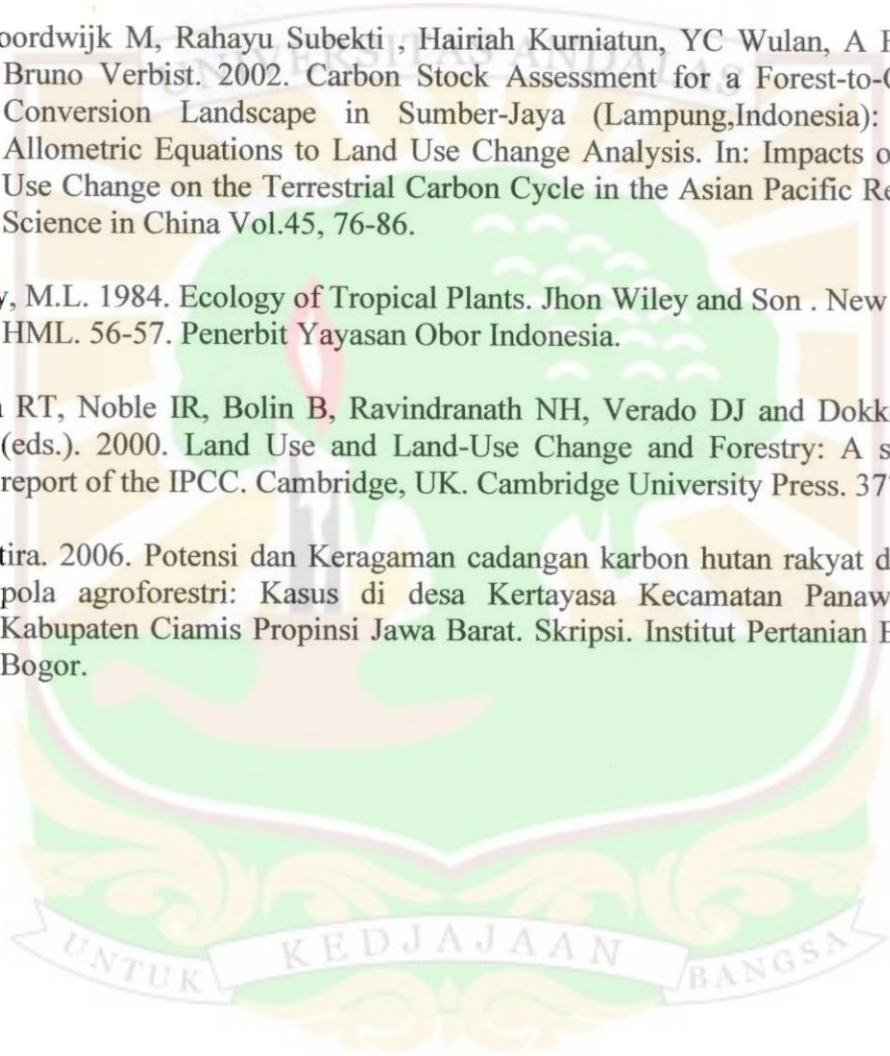 oordwijk M, Rahayu Subekti , Hairiah Kurniatun, YC Wulan, A F
Bruno Verbist. 2002. Carbon Stock Assessment for a Forest-to-C
Conversion Landscape in Sumber-Jaya (Lampung,Indonesia):
Allometric Equations to Land Use Change Analysis. In: Impacts o
Use Change on the Terrestrial Carbon Cycle in the Asian Pacific Re
Science in China Vol.45, 76-86.
y, M.L. 1984. Ecology of Tropical Plants. Jhon Wiley and Son . New
HML. 56-57. Penerbit Yayasan Obor Indonesia.
RT, Noble IR, Bolin B, Ravindranath NH, Verado DJ and Dokk
(eds.). 2000. Land Use and Land-Use Change and Forestry: A s
report of the IPCC. Cambridge, UK. Cambridge University Press. 37
tira. 2006. Potensi dan Keragaman cadangan karbon hutan rakyat d
pola agroforestri: Kasus di desa Kertayasa Kecamatan Panaw
Kabupaten Ciamis Propinsi Jawa Barat. Skripsi. Institut Pertanian B
Bogor.
UNIVERSITAS ANDALAS
UNTUK KEDJAJAAN BANGSA